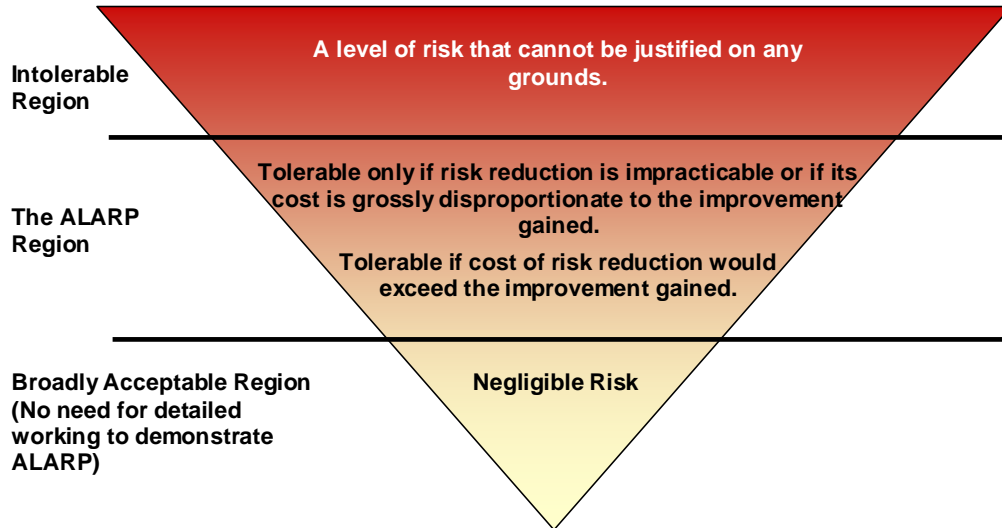 A level of risk that cannot be justified on any
grounds.
Intolerable
Region
Tolerable only if risk reduction is impracticable or if its
cost is grossly disproportionate to the improvement
gained.
The ALARP
Region
Tolerable if cost of risk reduction would
exceed the improvement gained.
Broadly Acceptable Region
(No need for detailed
working to demonstrate
ALARP)
Negligible Risk